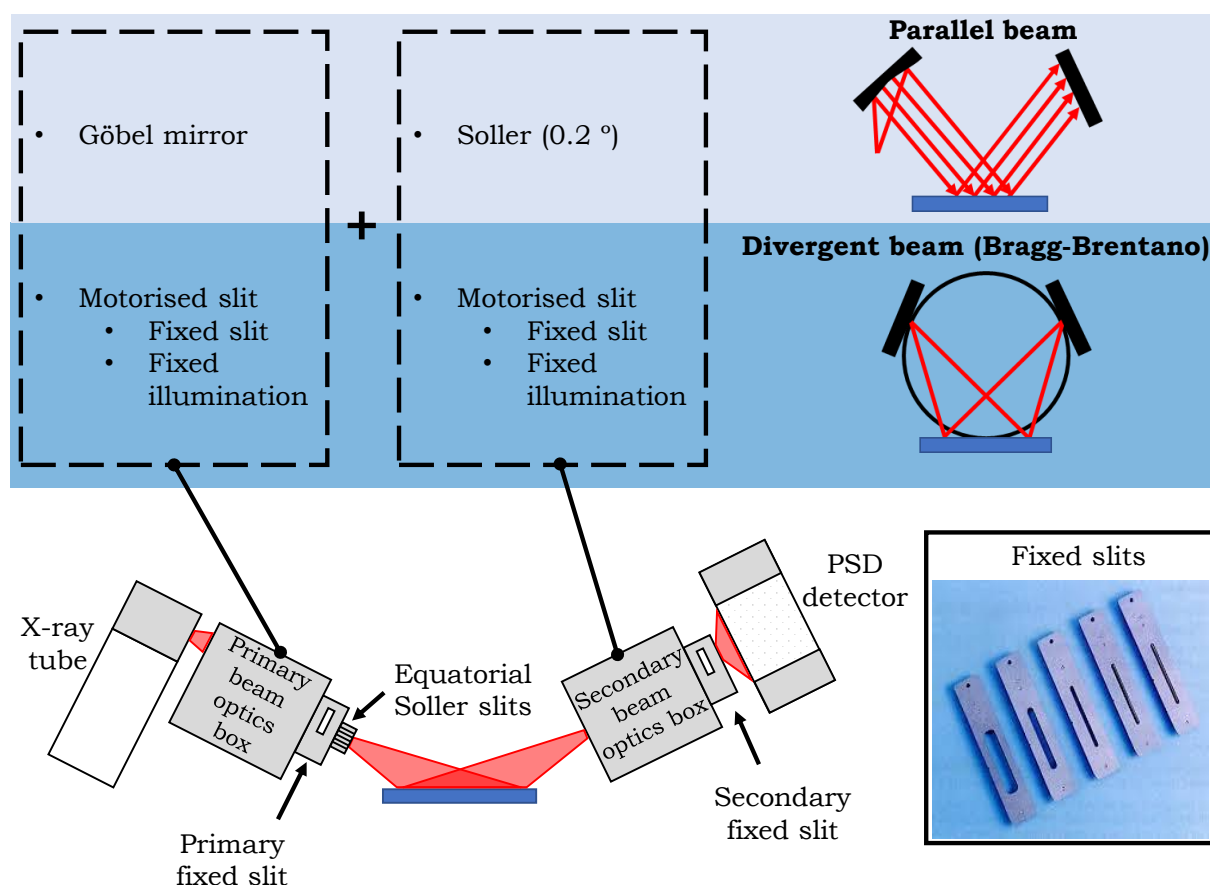 Parallel beam
• Göbel mirror
• Soller (0.2 º)
+
Divergent beam (Bragg-Brentano)
• Motorised slit
• Fixed slit
• Fixed
illumination
• Motorised slit
• Fixed slit
• Fixed
illumination
X-ray
tube
Primary
beam
optics
box
Equatorial
Soller slits
Primary
fixed slit
Secondary
beam
optics box
PSD
detector
Secondary
fixed slit
Fixed slits